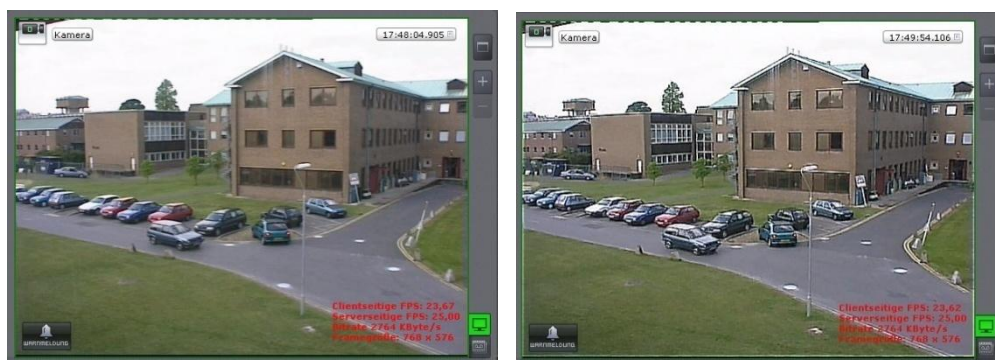 Kamera
17:48:04.905
Clientseitige FPS: 23,67
Serverseitige FPS: 25,00
Bitrate 2764 KByte/s
Framegröße: 768 x 576
WARNMELDUNG
Kamera
17:49:54.106
Clientseitige FPS: 23,62
Serverseitige FPS: 25,00
Bitrate 2764 KByte/s
Framegröße: 768 x 576
WARNMELDUNG